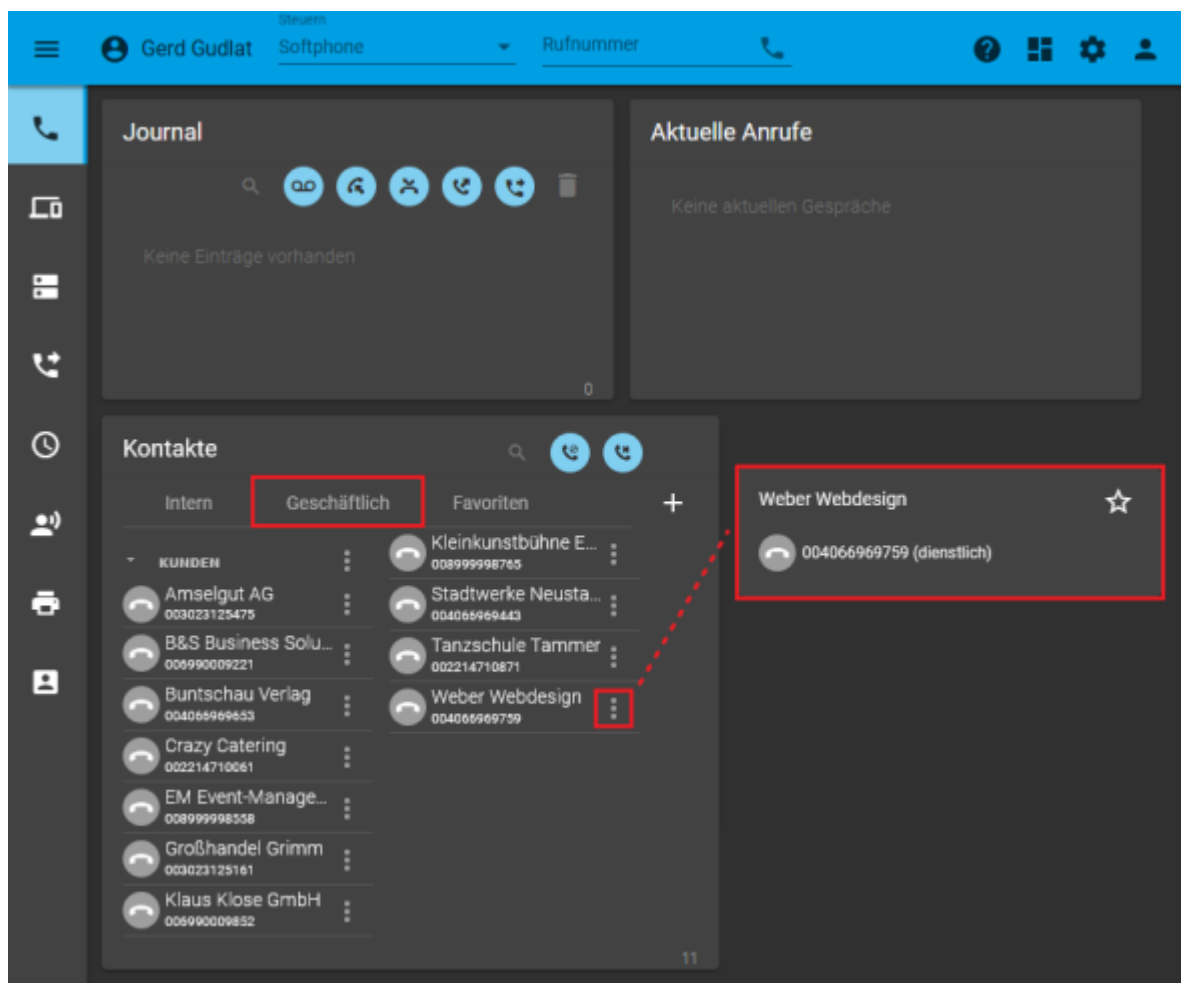 Steuern
Gerd Gudlat
Softphone
Rufnummer
Journal
Keine Einträge vorhanden
0
Aktuelle Anrufe
Keine aktuellen Gespräche
Kontakte
Intern
Geschäftlich
Favoriten
KUNDEN
Amselgut AG
003023125475
B&S Business Solu...
006990009221
Buntschau Verlag
004066969653
Crazy Catering
002214710061
EM Event-Manage...
008999998558
Großhandel Grimm
003023125161
Klaus Klose GmbH
006990009852
Kleinkunstbühne E...
008999998765
Stadtwerke Neusta...
004066969443
Tanzschule Tammer
002214710871
Weber Webdesign
004066969759
11
Weber Webdesign
004066969759 (dienstlich)